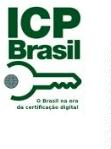 ICP
Brasil
O Brasil na era
da certificação digital